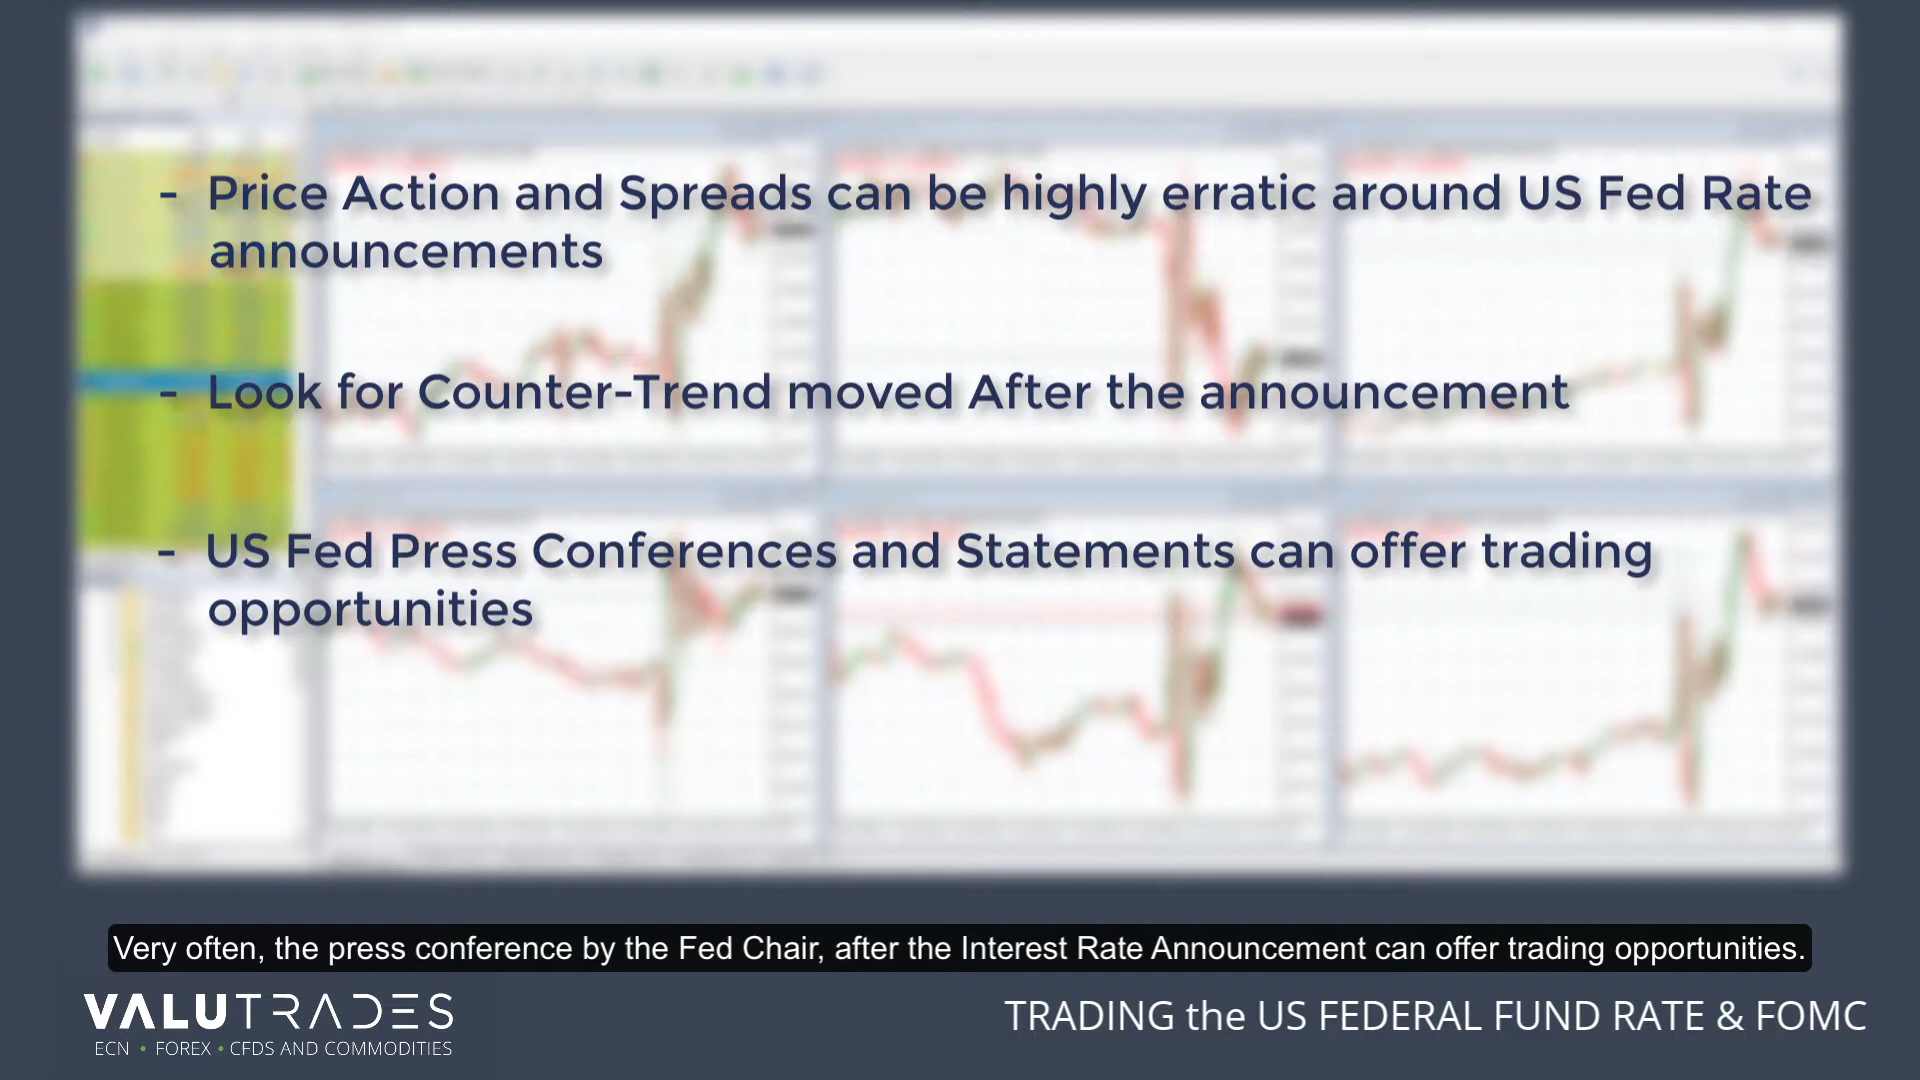 - Price Action and Spreads can be highly erratic around US Fed Rate
announcements
- Look for Counter-Trend moved After the announcement
- US Fed Press Conferences and Statements can offer trading
opportunities
Very often, the press conference by the Fed Chair, after the Interest Rate Announcement can offer trading opportunities.
VALUTRADES
ECN • FOREX • CFDS AND COMMODITIES
TRADING the US FEDERAL FUND RATE & FOMC